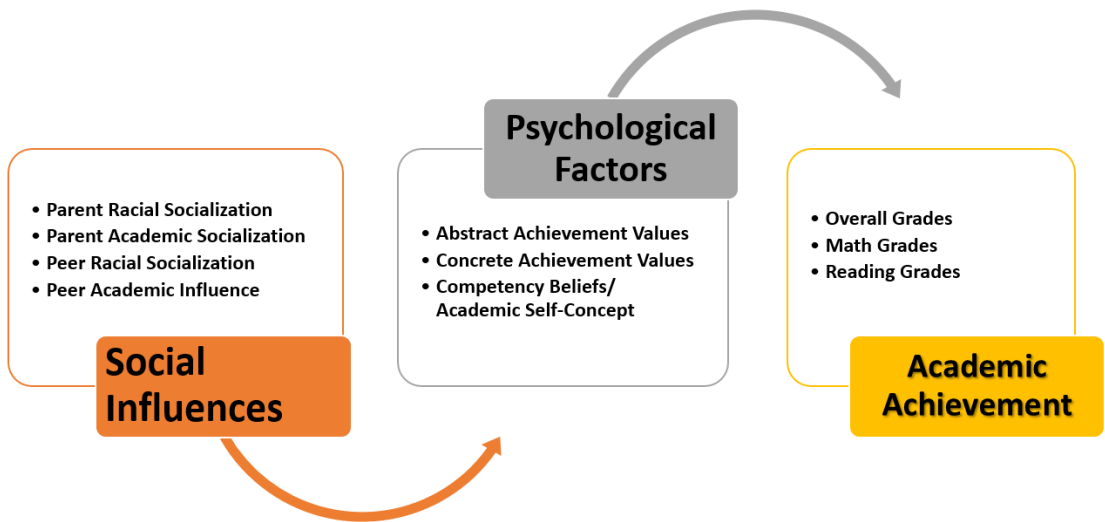 • Parent Racial Socialization
• Parent Academic Socialization
• Peer Racial Socialization
• Peer Academic Influence
Social
Influences
Psychological
Factors
• Abstract Achievement Values
• Concrete Achievement Values
• Competency Beliefs/
Academic Self-Concept
• Overall Grades
• Math Grades
• Reading Grades
Academic
Achievement